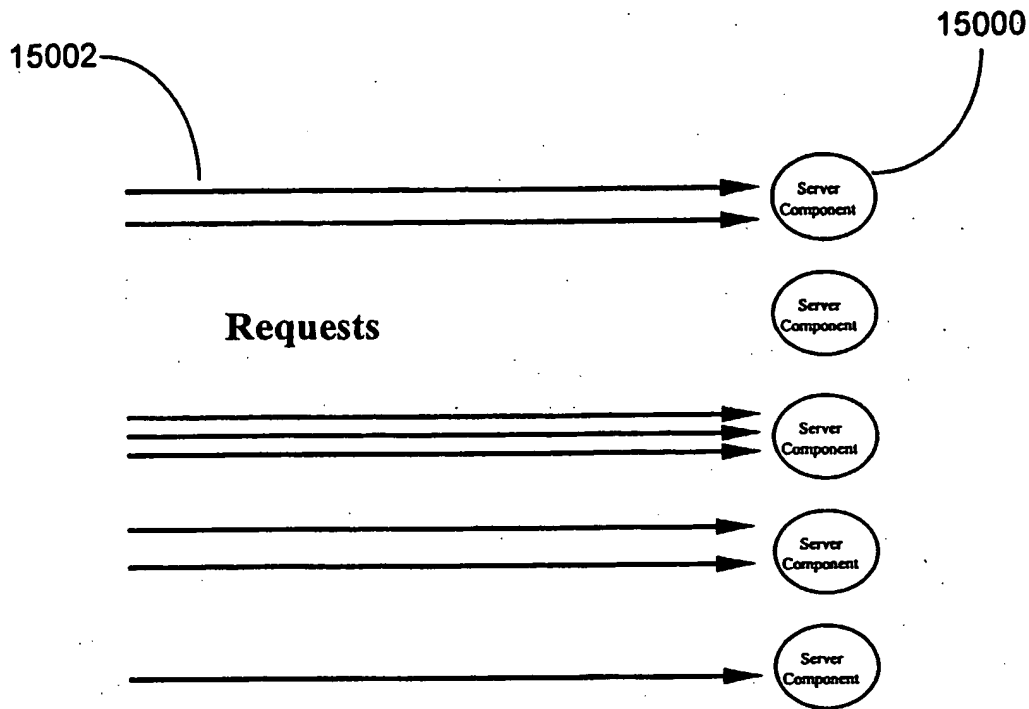 15000
15002
Server
Component
Server
Component
Requests
Server
Component
Server
Component
Server
Component